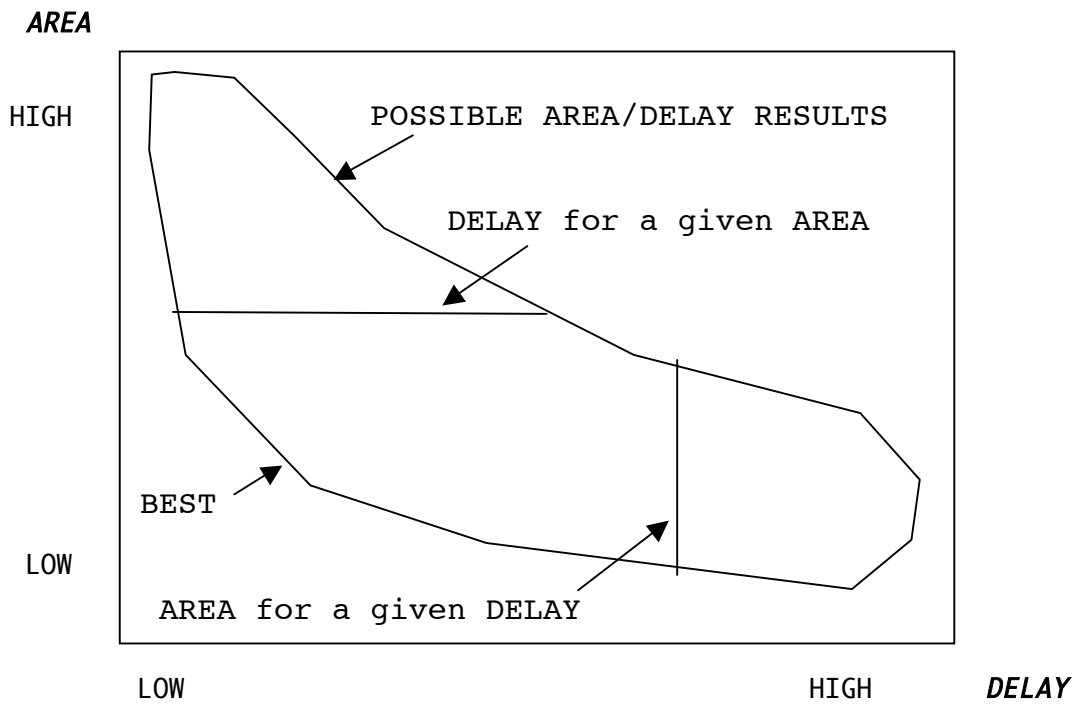 AREA
HIGH
POSSIBLE AREA/DELAY RESULTS
DELAY for a given AREA
BEST
LOW
AREA for a given DELAY
LOW
HIGH
DELAY